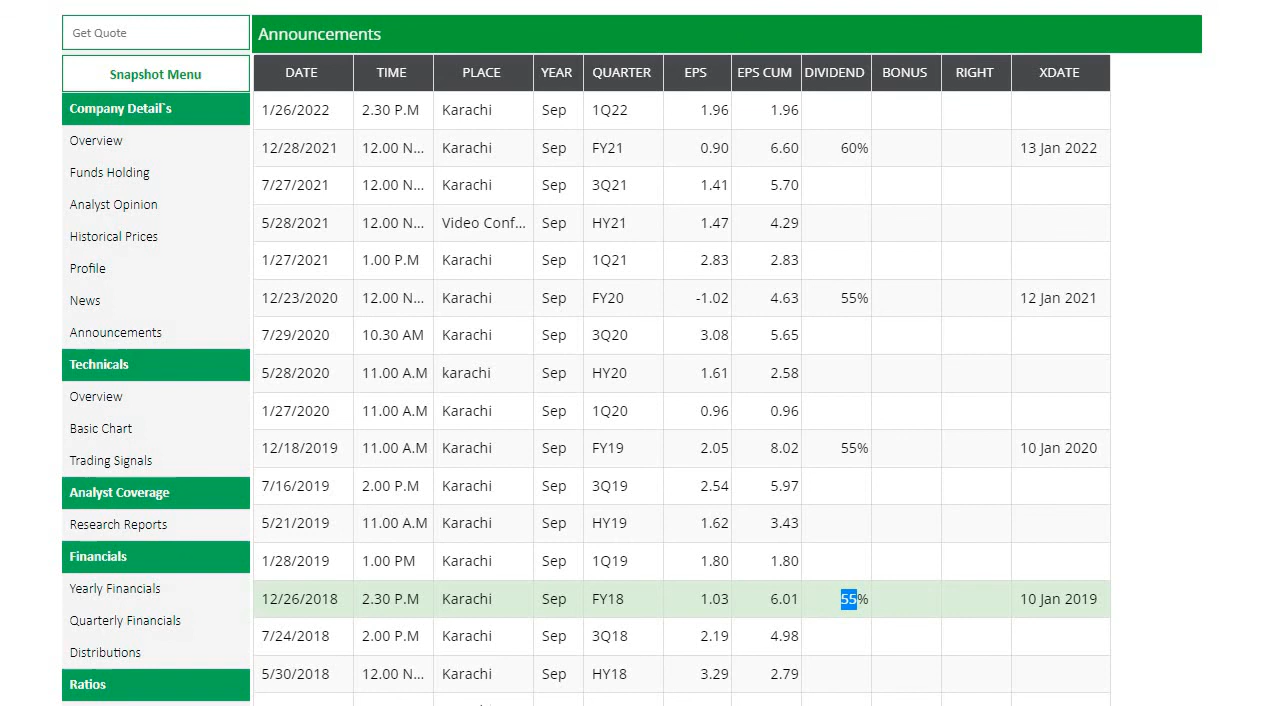 Get Quote
Announcements
Snapshot Menu
Company Detail`s
Overview
Funds Holding
Analyst Opinion
Historical Prices
Profile
News
Announcements
Technicals
Overview
Basic Chart
Trading Signals
Analyst Coverage
Research Reports
Financials
Yearly Financials
Quarterly Financials
Distributions
Ratios
DATE TIME PLACE YEAR QUARTER EPS EPS CUM DIVIDEND BONUS RIGHT XDATE
1/26/2022 2.30 P.M Karachi Sep 1Q22 1.96 1.96
12/28/2021 12.00 N... Karachi Sep FY21 0.90 6.60 60% 13 Jan 2022
7/27/2021 12.00 N... Karachi Sep 3Q21 1.41 5.70
5/28/2021 12.00 N... Video Conf... Sep HY21 1.47 4.29
1/27/2021 1.00 P.M Karachi Sep 1Q21 2.83 2.83
12/23/2020 12.00 N... Karachi Sep FY20 -1.02 4.63 55% 12 Jan 2021
7/29/2020 10.30 AM Karachi Sep 3Q20 3.08 5.65
5/28/2020 11.00 A.M karachi Sep HY20 1.61 2.58
1/27/2020 11.00 A.M Karachi Sep 1Q20 0.96 0.96
12/18/2019 11.00 A.M Karachi Sep FY19 2.05 8.02 55% 10 Jan 2020
7/16/2019 2.00 P.M Karachi Sep 3Q19 2.54 5.97
5/21/2019 11.00 A.M Karachi Sep HY19 1.62 3.43
1/28/2019 1.00 PM Karachi Sep 1Q19 1.80 1.80
12/26/2018 2.30 P.M Karachi Sep FY18 1.03 6.01 55% 10 Jan 2019
7/24/2018 2.00 P.M Karachi Sep 3Q18 2.19 4.98
5/30/2018 12.00 N... Karachi Sep HY18 3.29 2.79